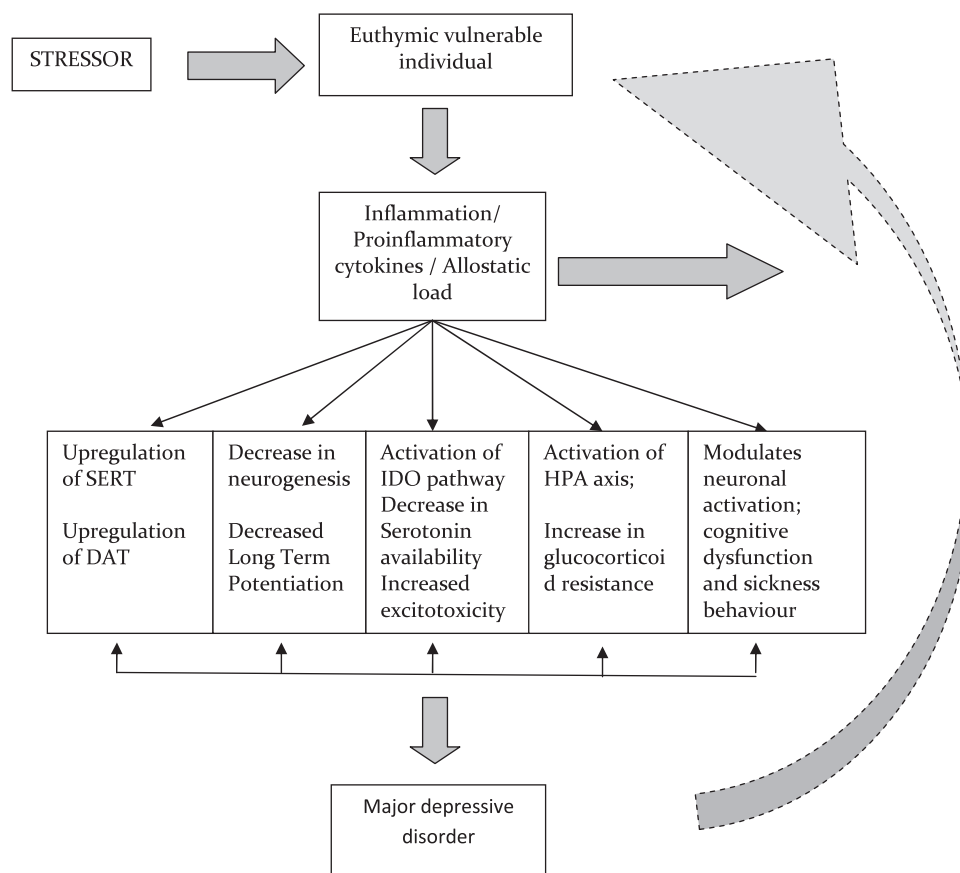 STRESSOR
Euthymic vulnerable
individual
Inflammation/
Proinflammatory
cytokines / Allostatic
load
Upregulation
of SERT
Upregulation
of DAT
Decrease in
neurogenesis
Decreased
Long Term
Potentiation
Activation of
IDO pathway
Decrease in
Serotonin
availability
Increased
excitotoxicity
Activation of
HPA axis;
Increase in
glucocorticoi
d resistance
Modulates
neuronal
activation;
cognitive
dysfunction
and sickness
behaviour
Major depressive
disorder